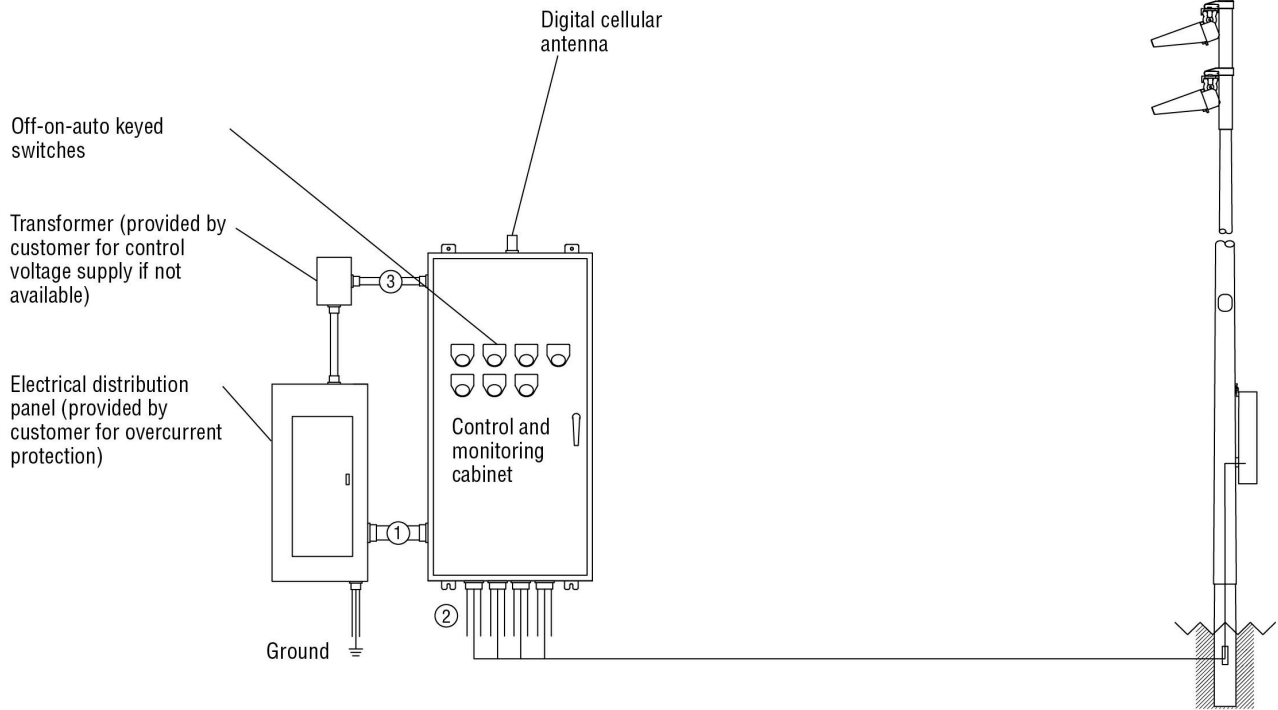 Digital cellular
antenna
Off-on-auto keyed
switches
Transformer (provided by
customer for control
voltage supply if not
available)
3
Electrical distribution
panel (provided by
customer for overcurrent
protection)
Control and
monitoring
cabinet
1
2
Ground